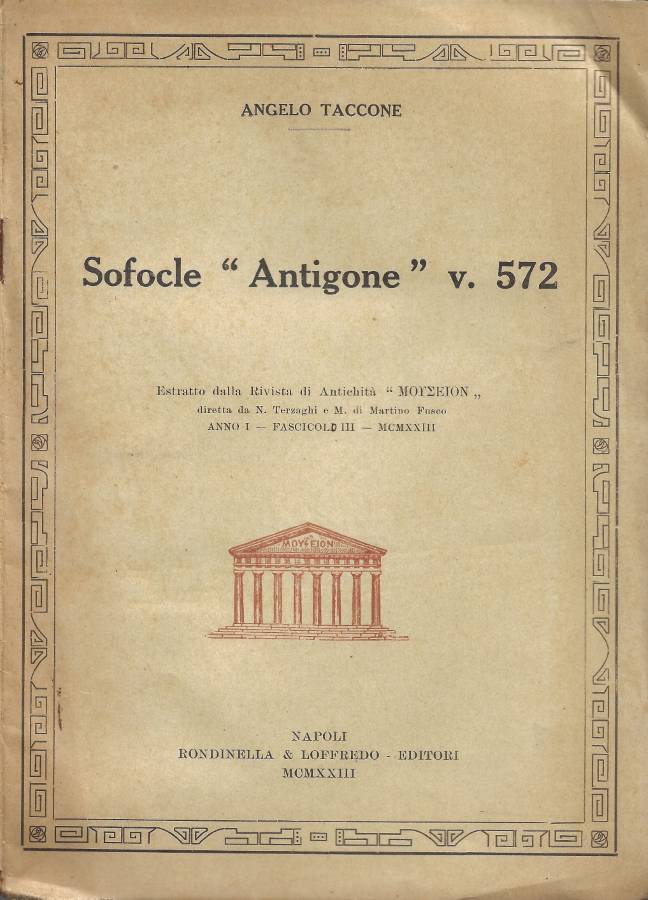 ANGELO TACCONE
Sofocle “ Antigone ” v. 572
Estratto dalla Rivista di Antichità “ ΜΟΥΣΕΙΟΝ „
diretta da N. Terzaghi e M. di Martino Fusco
ANNO I — FASCICOLO III — MCMXXIII
ΜΟΥϚΕΙΟΝ
NAPOLI
RONDINELLA & LOFFREDO - EDITORI
MCMXXIII